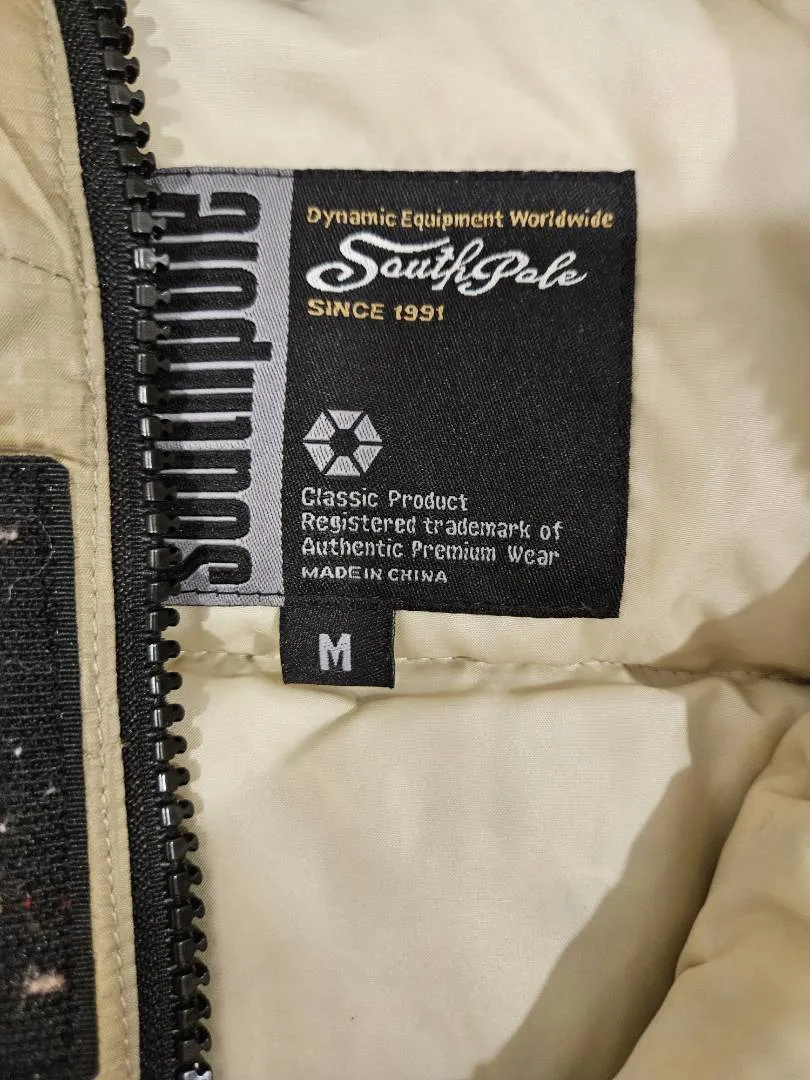 southpole
Dynamic Equipment Worldwide
SouthPole
SINCE 1991
Classic Product
Registered trademark of
Authentic Premium Wear
MADE IN CHINA
M